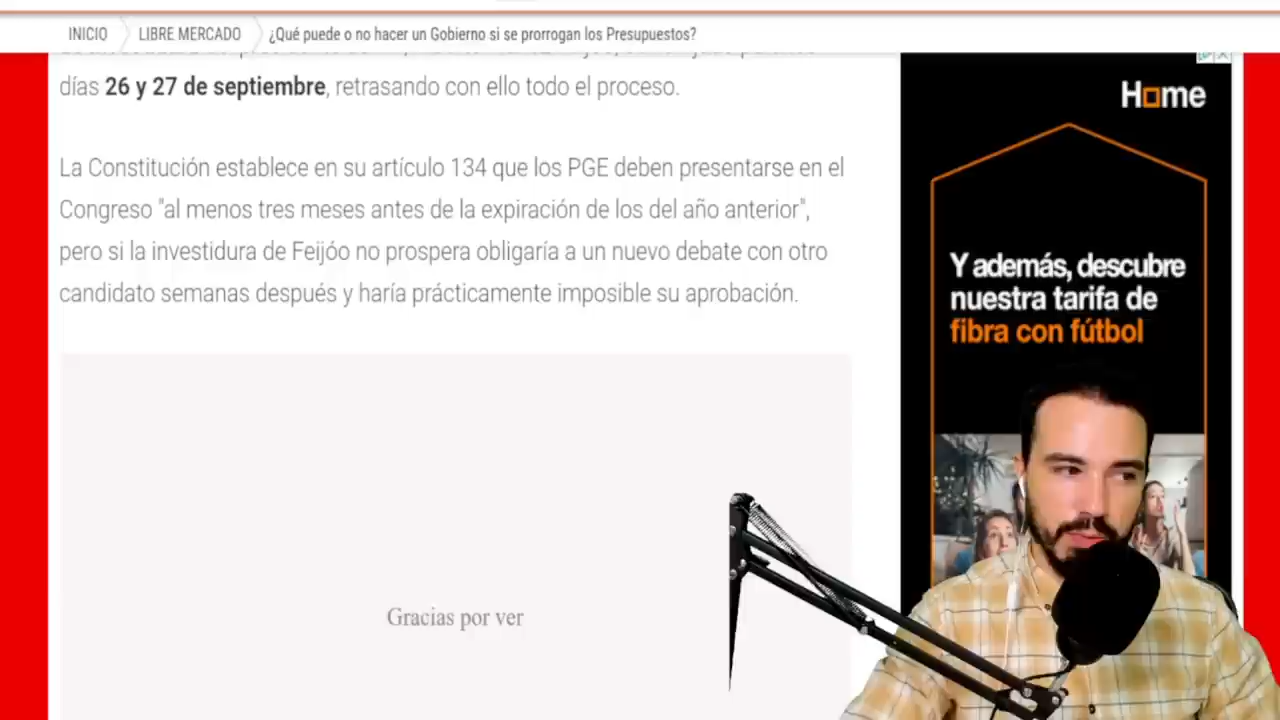 INICIO
LIBRE MERCADO
¿Qué puede o no hacer un Gobierno si se prorrogan los Presupuestos?
días 26 y 27 de septiembre, retrasando con ello todo el proceso.
La Constitución establece en su artículo 134 que los PGE deben presentarse en el
Congreso "al menos tres meses antes de la expiración de los del año anterior",
pero si la investidura de Feijóo no prospera obligaría a un nuevo debate con otro
candidato semanas después y haría prácticamente imposible su aprobación.
Gracias por ver
Home
Y además, descubre
nuestra tarifa de
fibra con fútbol